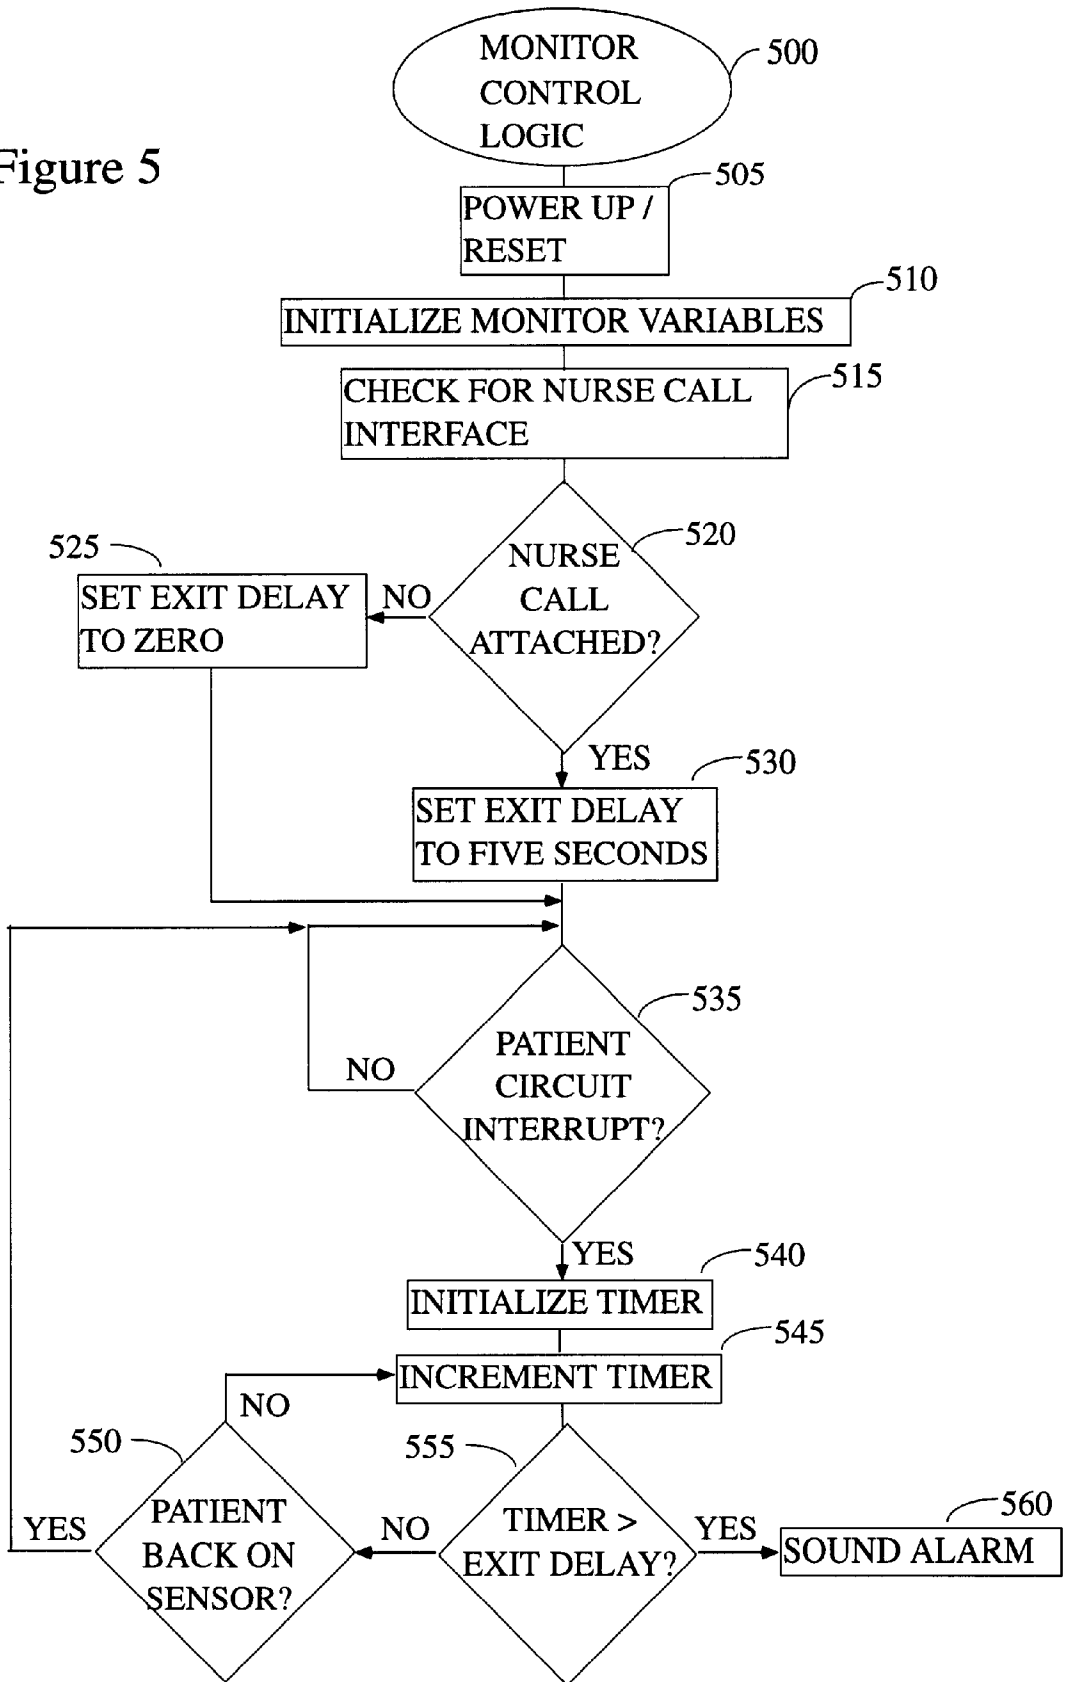 MONITOR
CONTROL
LOGIC
500
Figure 5
505
POWER UP /
RESET
510
INITIALIZE MONITOR VARIABLES
515
CHECK FOR NURSE CALL
INTERFACE
520
NURSE
CALL
ATTACHED?
525
SET EXIT DELAY
TO ZERO
NO
YES
530
SET EXIT DELAY
TO FIVE SECONDS
535
PATIENT
CIRCUIT
INTERRUPT?
NO
YES
540
INITIALIZE TIMER
545
INCREMENT TIMER
NO
550
PATIENT
BACK ON
SENSOR?
YES
NO
555
TIMER >
EXIT DELAY?
YES
560
SOUND ALARM